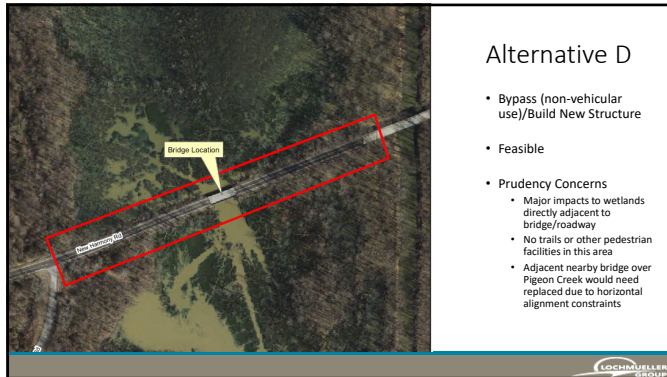 Alternative D
• Bypass (non-vehicular
use)/Build New Structure
• Feasible
• Prudency Concerns
• Major impacts to wetlands
directly adjacent to
bridge/roadway
• No trails or other pedestrian
facilities in this area
• Adjacent nearby bridge over
Pigeon Creek would need
replaced due to horizontal
alignment constraints
Bridge Location
New Harmony Rd
LOCHMUELLER
GROUP